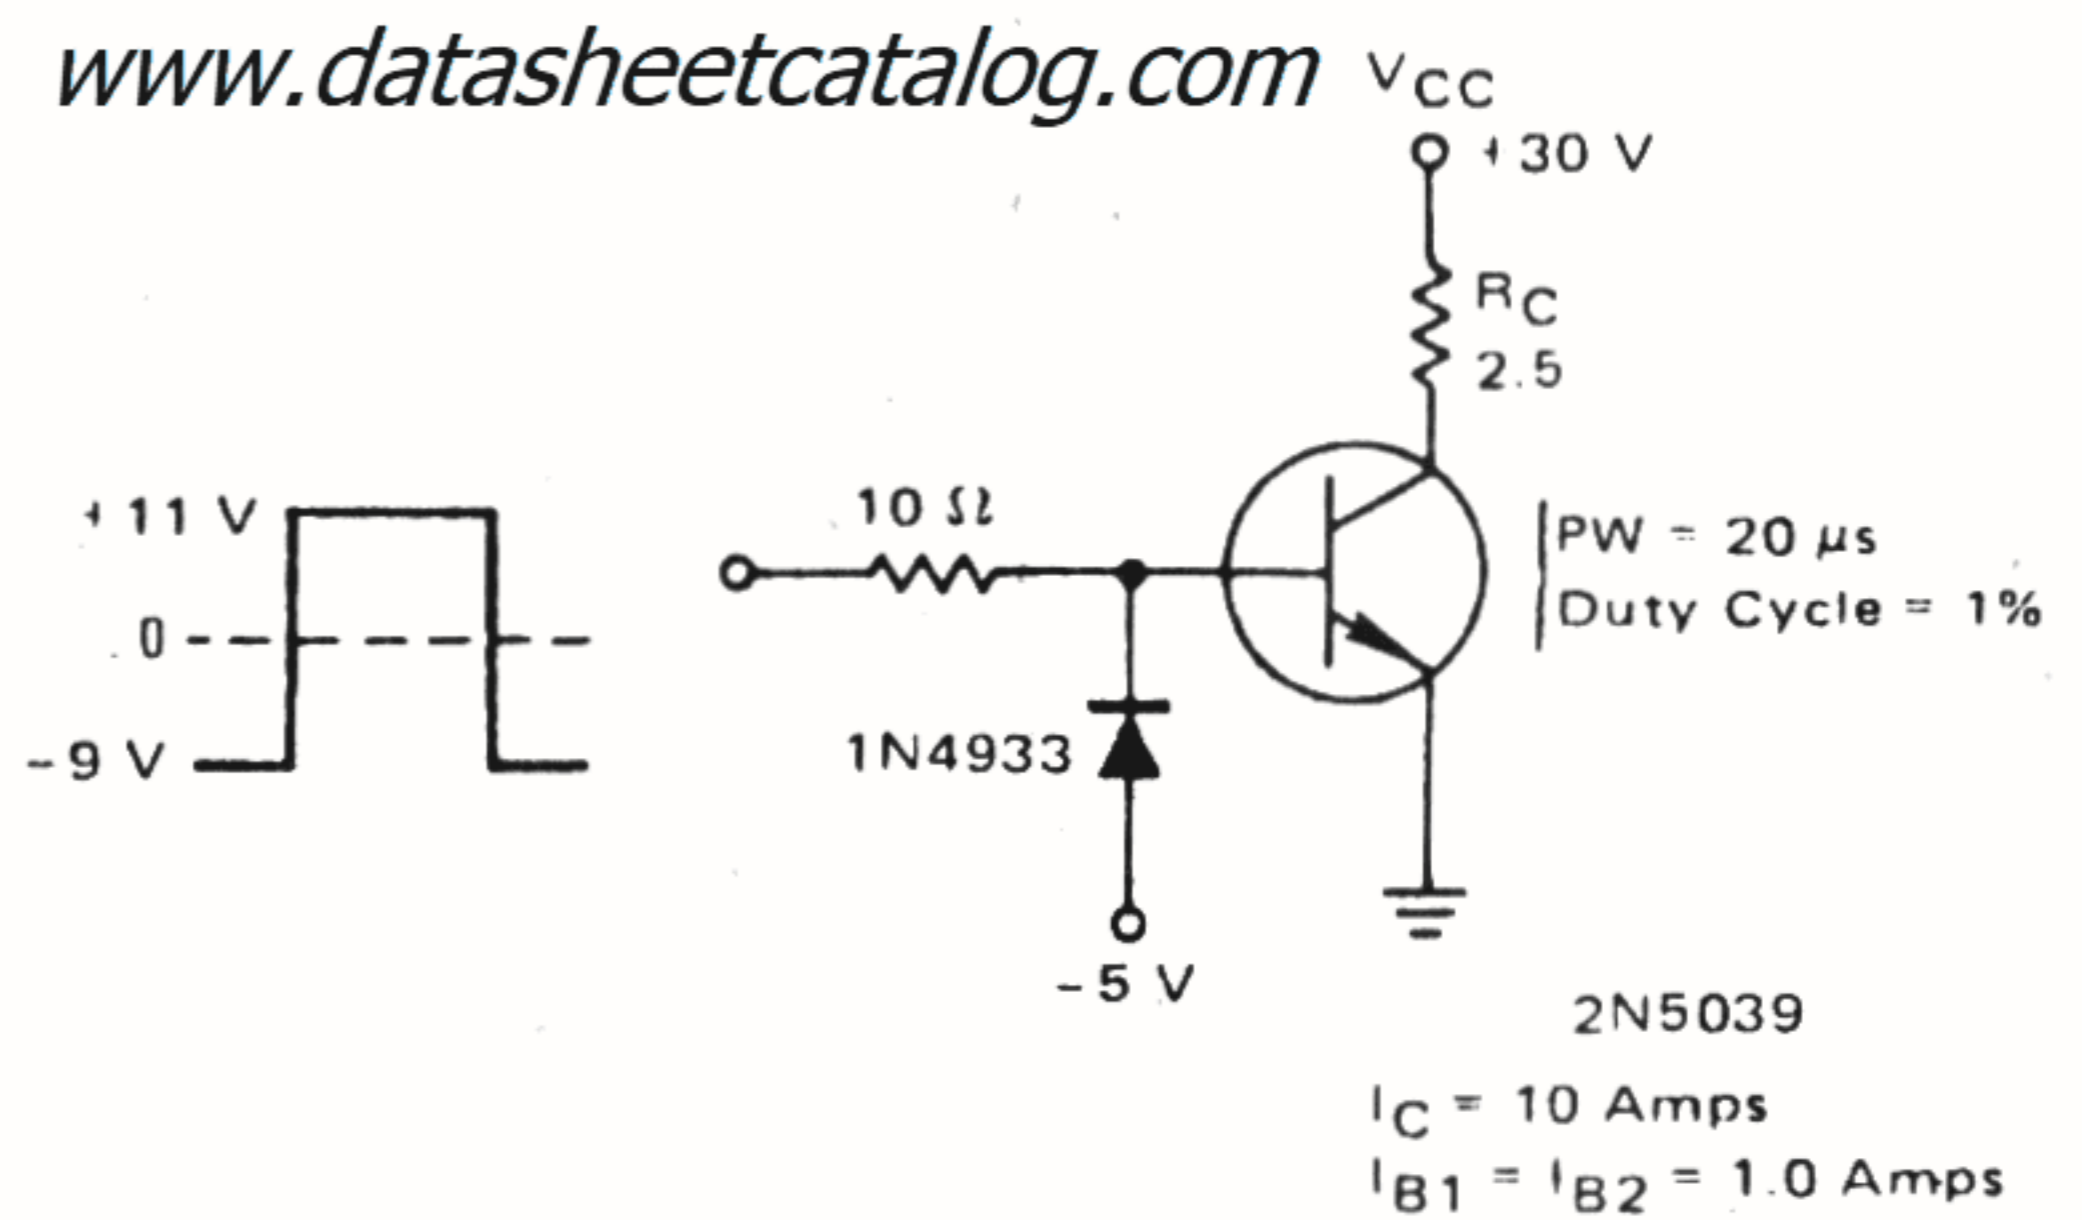 www.datasheetcatalog.com
VCC
+30 V
RC
2.5
10 Ω
+11 V
0
-9 V
PW = 20 μs
Duty Cycle = 1%
1N4933
-5 V
2N5039
IC = 10 Amps
IB1 = IB2 = 1.0 Amps